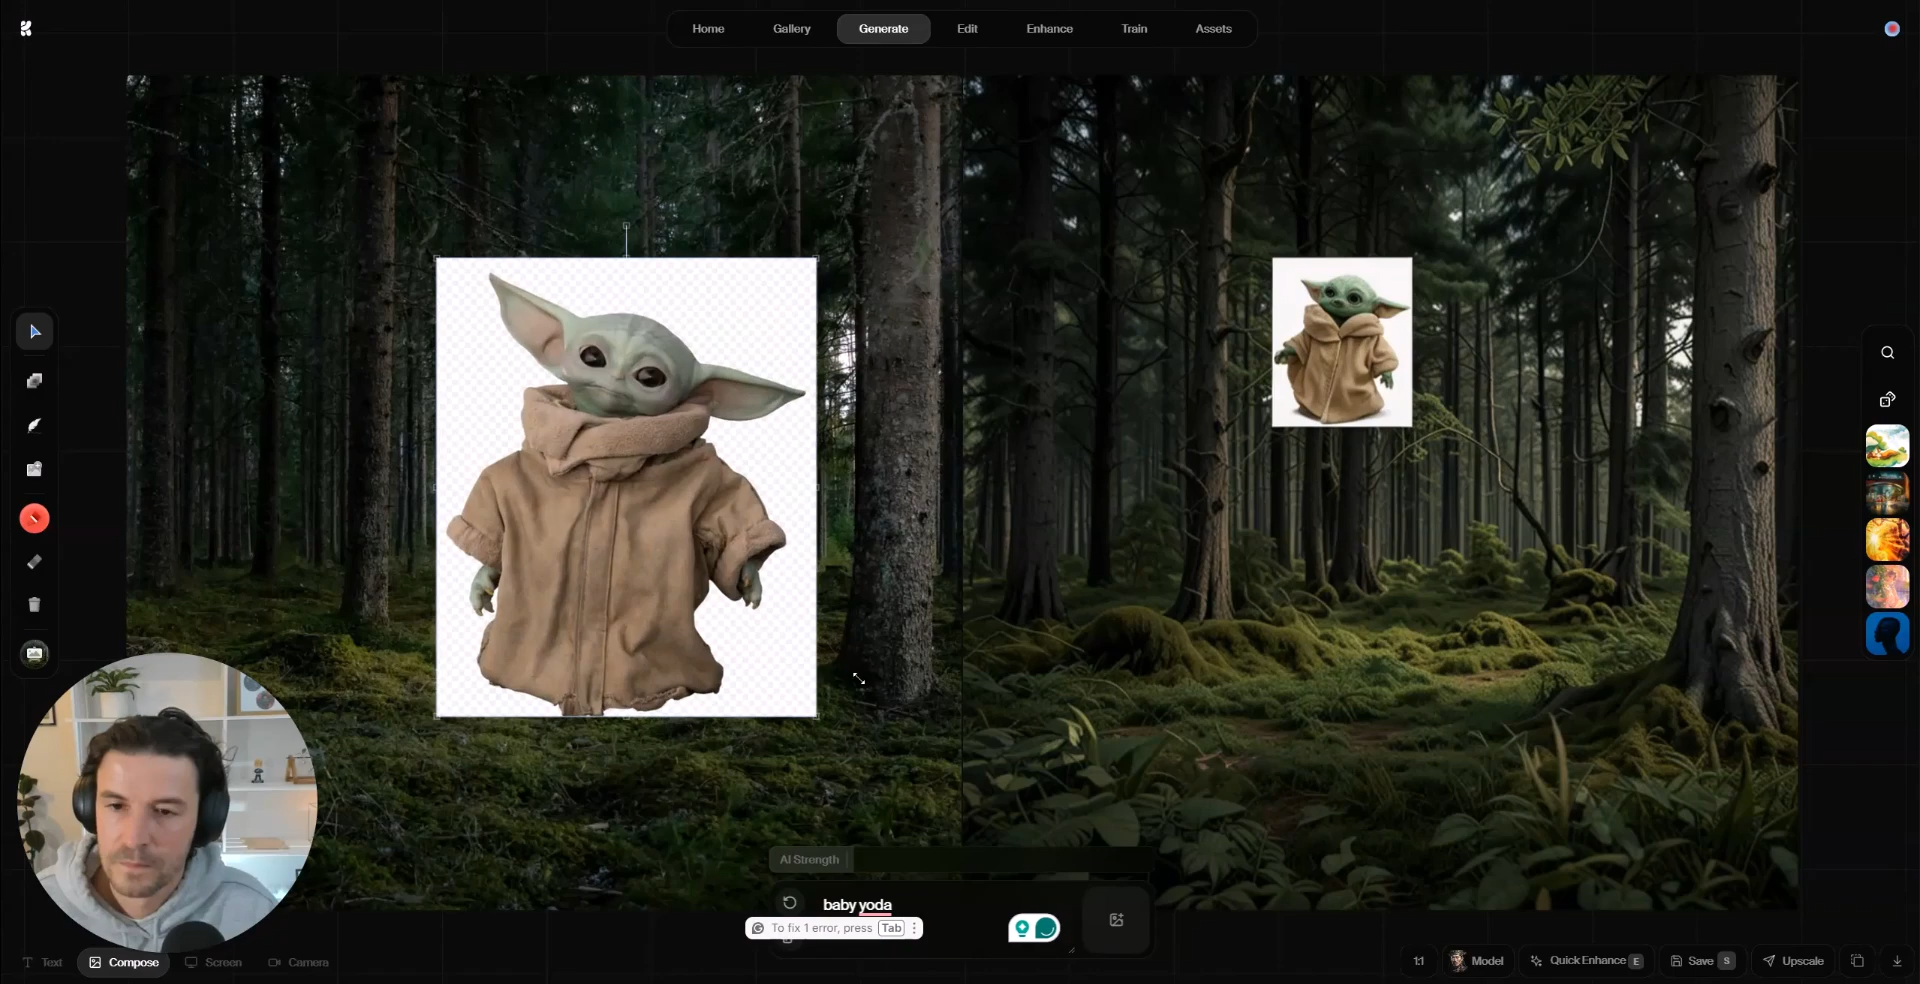 Home Gallery Generate Edit Enhance Train Assets
AI Strength
baby yoda
To fix 1 error, press Tab
Text Compose Screen Camera
1:1 Model Quick Enhance E Save S Upscale